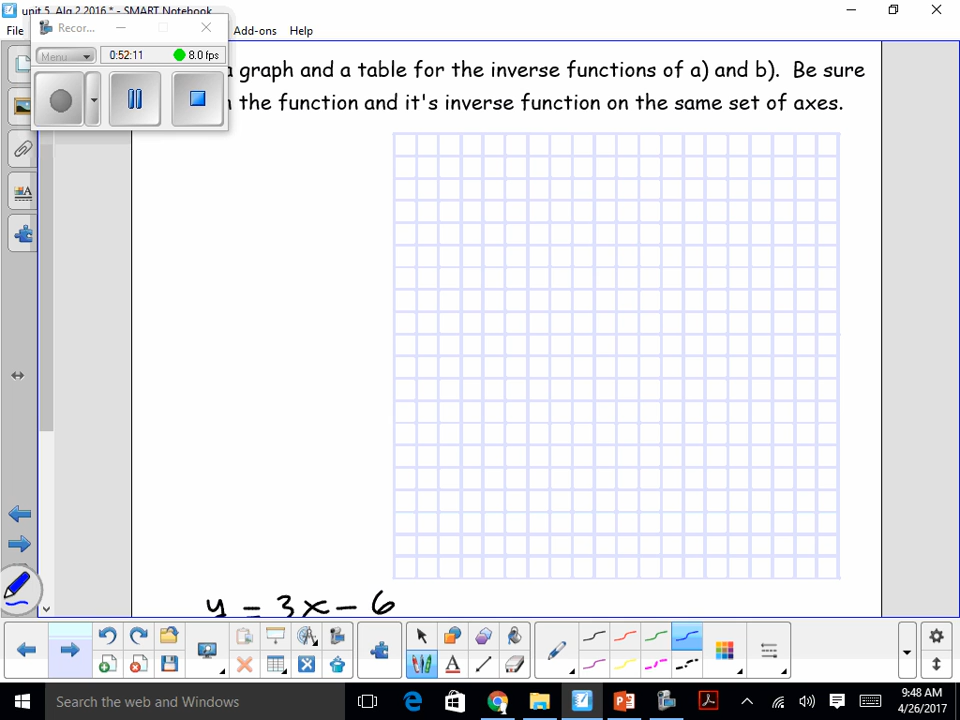 unit 5 Alg 2 2016 * - SMART Notebook
File
Add-ons
Help
Recor...
Menu
0:52:11
8.0 fps
a graph and a table for the inverse functions of a) and b). Be sure
the function and it's inverse function on the same set of axes.
y = 3x - 6
A
Search the web and Windows
9:48 AM
4/26/2017